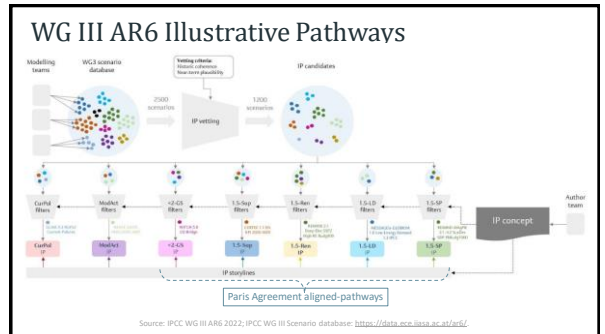 WG III AR6 Illustrative Pathways
Modelling teams
WG3 scenario database
Vetting criteria:
Historic coherence
Near-term plausibility
IP candidates
2500 scenarios
IP vetting
1200 scenarios
CurPol filters
ModAct filters
<2-GS filters
1.5-Sup filters
1.5-Ren filters
1.5-LD filters
1.5-SP filters
IP concept
Author team
CurPol IP
ModAct IP
<2-GS IP
1.5-Sup IP
1.5-Ren IP
1.5-LD IP
1.5-SP IP
IP storylines
Paris Agreement aligned-pathways
Source: IPCC WG III AR6 2022; IPCC WG III Scenario database: https://data.ece.iiasa.ac.at/ar6/.